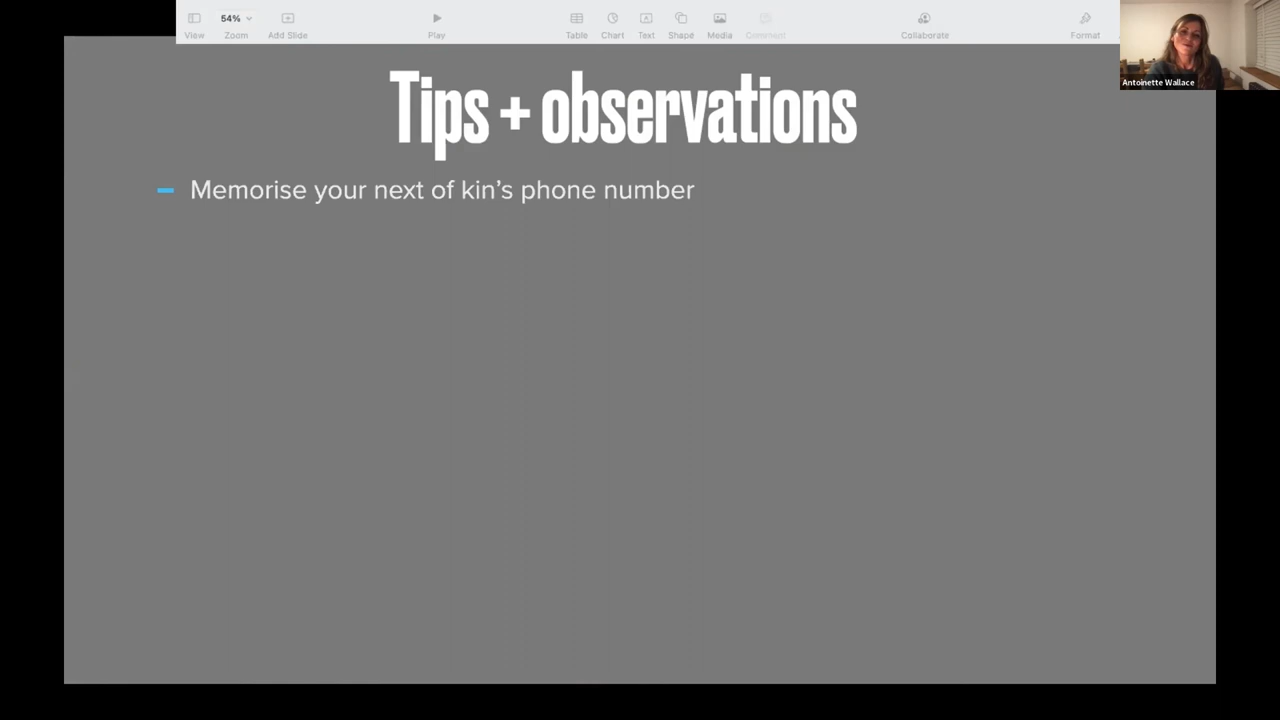 54%
View
Zoom
Add Slide
Play
Table
Chart
Text
Shape
Media
Comment
Collaborate
Format
Antoinette Wallace
Tips + observations
Memorise your next of kin’s phone number